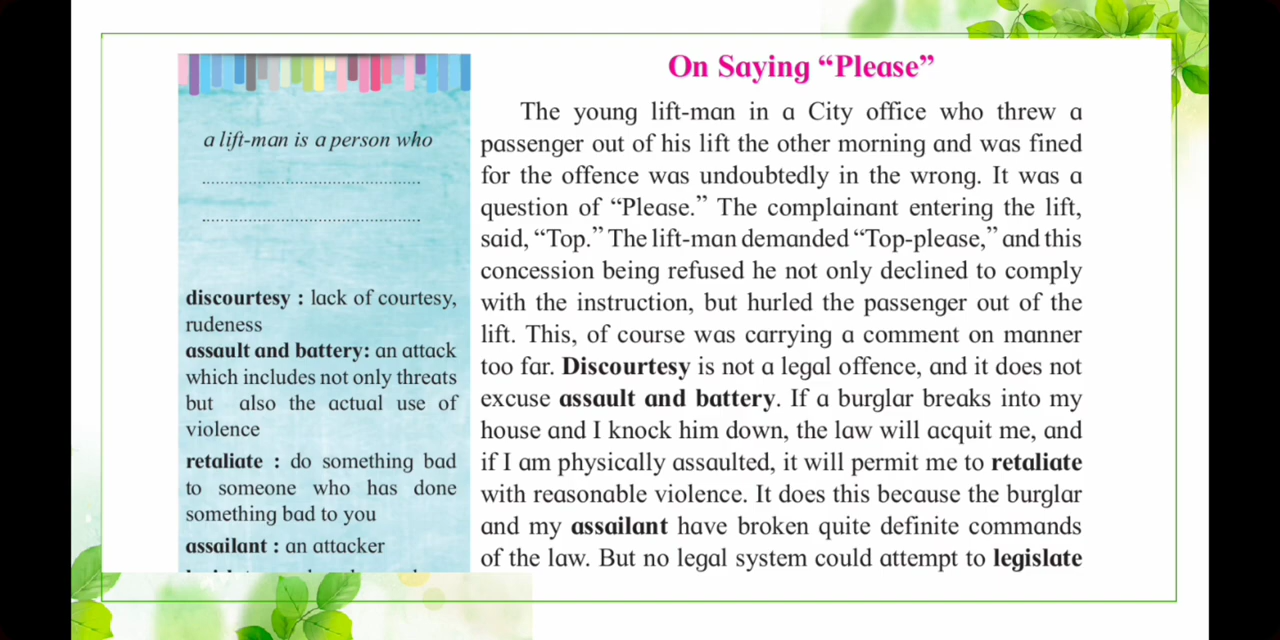 On Saying “Please”
a lift-man is a person who
..........................................
..........................................
discourtesy : lack of courtesy,
rudeness
assault and battery: an attack
which includes not only threats
but also the actual use of
violence
retaliate : do something bad
to someone who has done
something bad to you
assailant : an attacker
The young lift-man in a City office who threw a
passenger out of his lift the other morning and was fined
for the offence was undoubtedly in the wrong. It was a
question of “Please.” The complainant entering the lift,
said, “Top.” The lift-man demanded “Top-please,” and this
concession being refused he not only declined to comply
with the instruction, but hurled the passenger out of the
lift. This, of course was carrying a comment on manner
too far. Discourtesy is not a legal offence, and it does not
excuse assault and battery. If a burglar breaks into my
house and I knock him down, the law will acquit me, and
if I am physically assaulted, it will permit me to retaliate
with reasonable violence. It does this because the burglar
and my assailant have broken quite definite commands
of the law. But no legal system could attempt to legislate